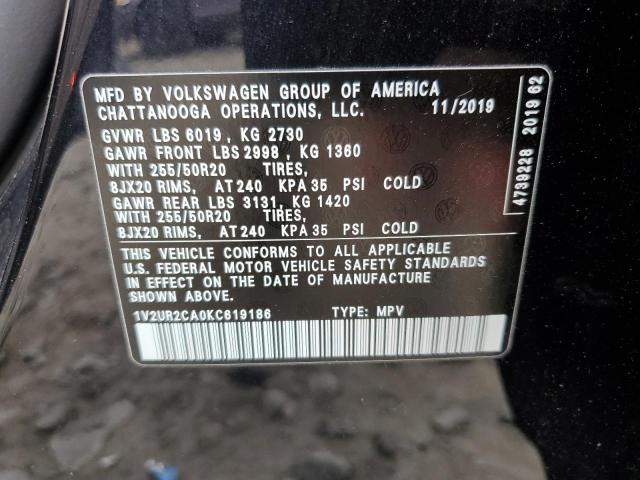 MFD BY VOLKSWAGEN GROUP OF AMERICA
CHATTANOOGA OPERATIONS, LLC. 11/2019
GVWR LBS 6019 , KG 2730
GAWR FRONT LBS 2998 , KG 1360
WITH 255/50R20 TIRES,
8JX20 RIMS, AT 240 KPA 35 PSI COLD
GAWR REAR LBS 3131, KG 1420
WITH 255/50R20 TIRES,
8JX20 RIMS, AT 240 KPA 35 PSI COLD
THIS VEHICLE CONFORMS TO ALL APPLICABLE
U.S. FEDERAL MOTOR VEHICLE SAFETY STANDARDS
IN EFFECT ON THE DATE OF MANUFACTURE
SHOWN ABOVE.
1V2UR2CA0KC619186 TYPE: MPV
4739228 2019 62